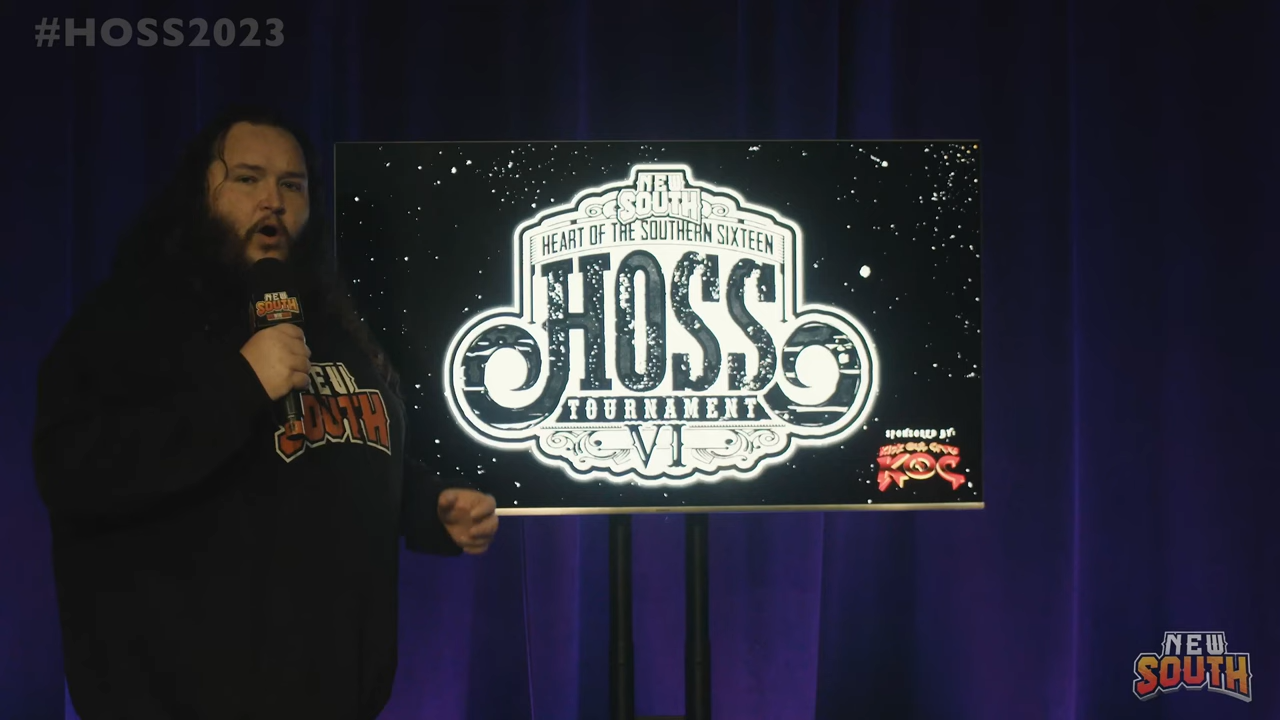 #HOSS2023
NEW
SOUTH
HEART OF THE SOUTHERN SIXTEEN
HOSS
TOURNAMENT
VI
SPONSORED BY:
KOC
NEW
SOUTH
NEW
SOUTH
NEW
SOUTH